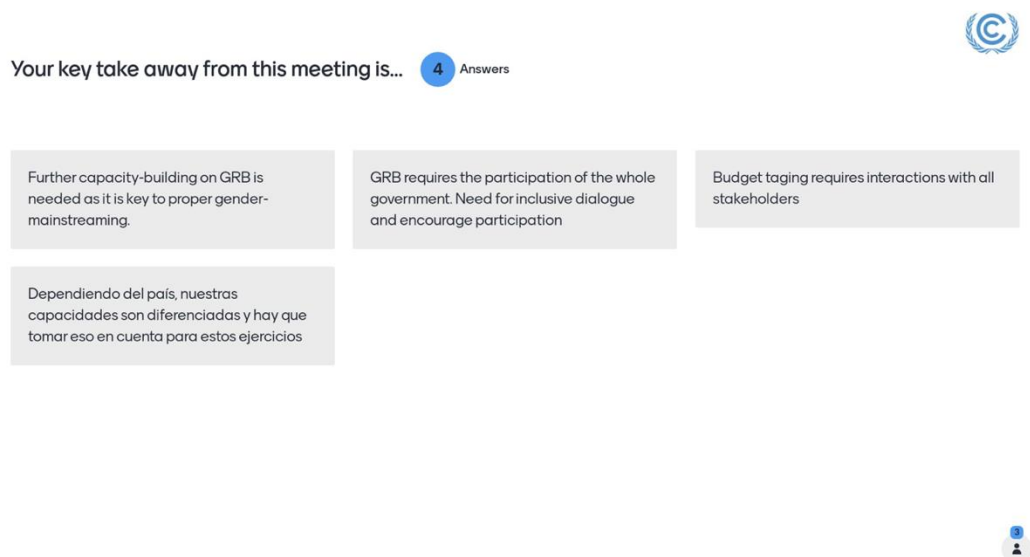 Your key take away from this meeting is...
4 Answers
Further capacity-building on GRB is
needed as it is key to proper gender-
mainstreaming.
GRB requires the participation of the whole
government. Need for inclusive dialogue
and encourage participation
Budget taging requires interactions with all
stakeholders
Dependiendo del país, nuestras
capacidades son diferenciadas y hay que
tomar eso en cuenta para estos ejercicios
3